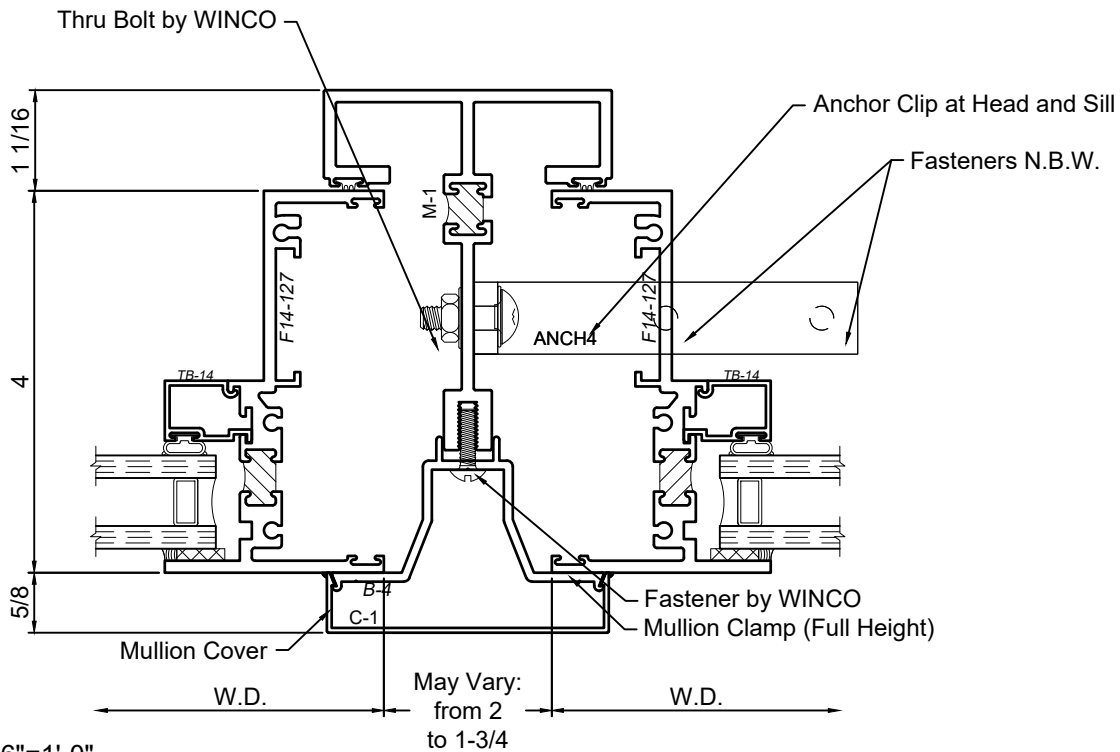 Thru Bolt by WINCO
Anchor Clip at Head and Sill
Fasteners N.B.W.
1 1/16
M-1
F14-127
F14-127
ANCH4
4
TB-14
TB-14
5/8
B-4
C-1
Fastener by WINCO
Mullion Clamp (Full Height)
Mullion Cover
W.D.
May Vary:
from 2
to 1-3/4
W.D.
6"=1'-0"